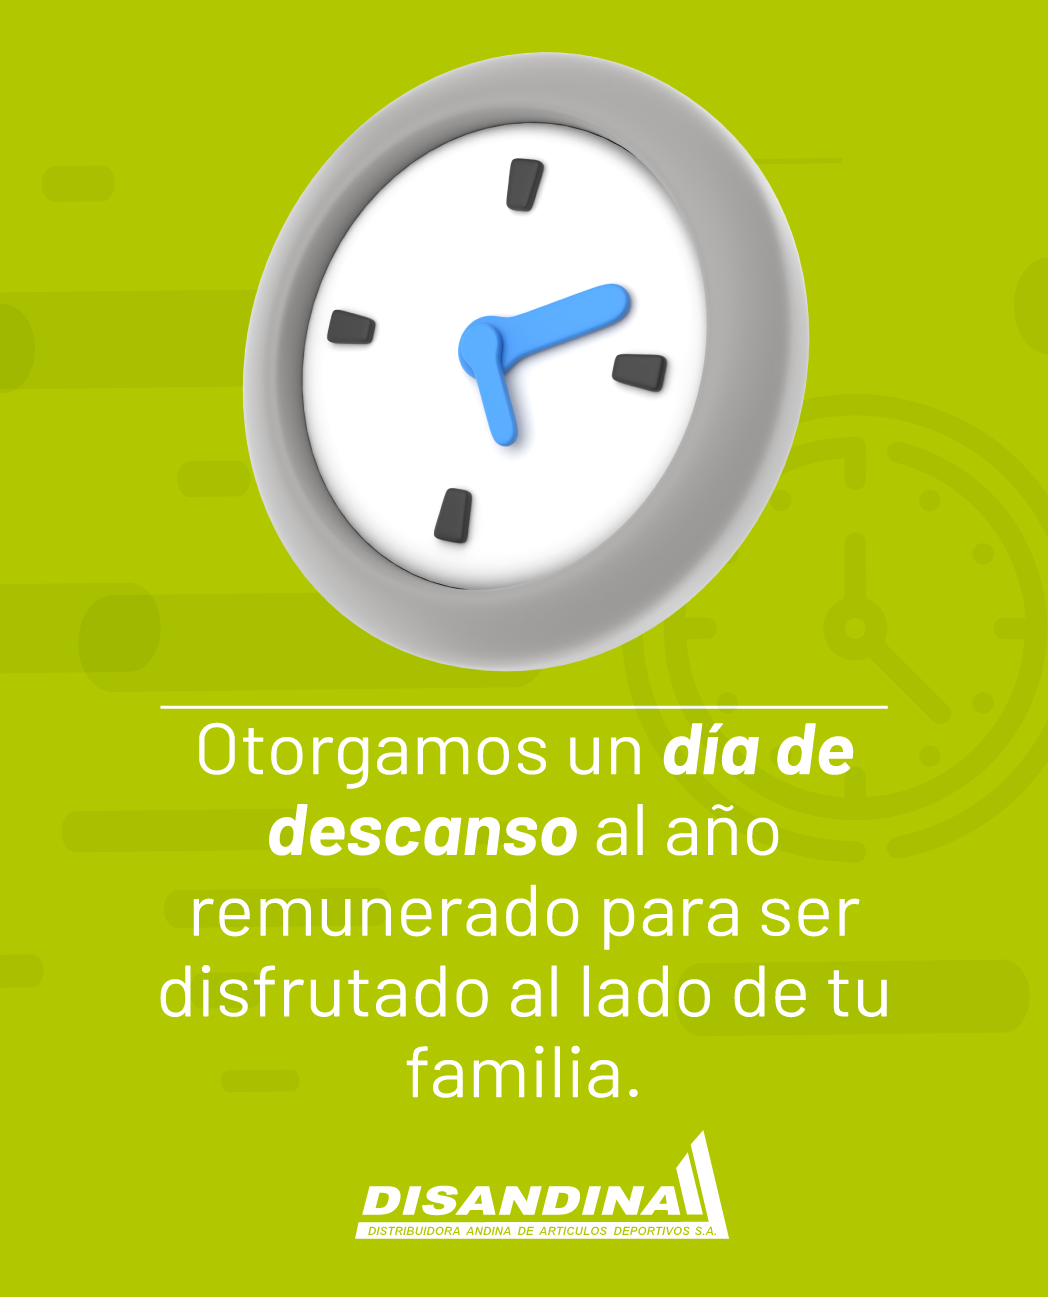 Otorgamos un día de
descanso al año
remunerado para ser
disfrutado al lado de tu
familia.
DISANDINA
DISTRIBUIDORA ANDINA DE ARTICULOS DEPORTIVOS S.A.